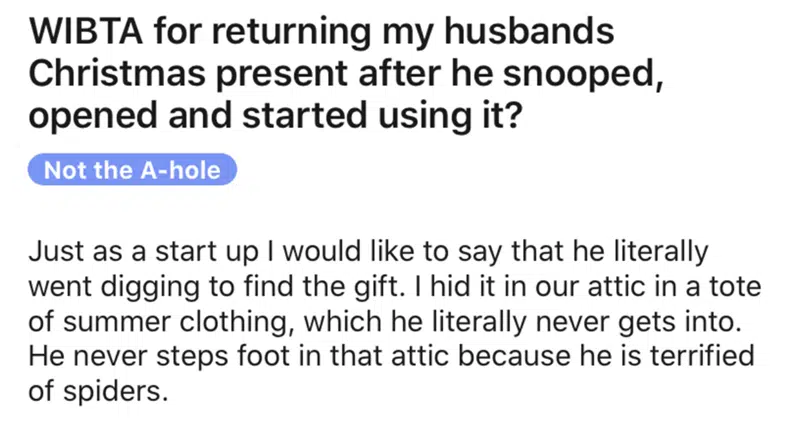 WIBTA for returning my husbands
Christmas present after he snooped,
opened and started using it?
Not the A-hole
Just as a start up I would like to say that he literally
went digging to find the gift. I hid it in our attic in a tote
of summer clothing, which he literally never gets into.
He never steps foot in that attic because he is terrified
of spiders.